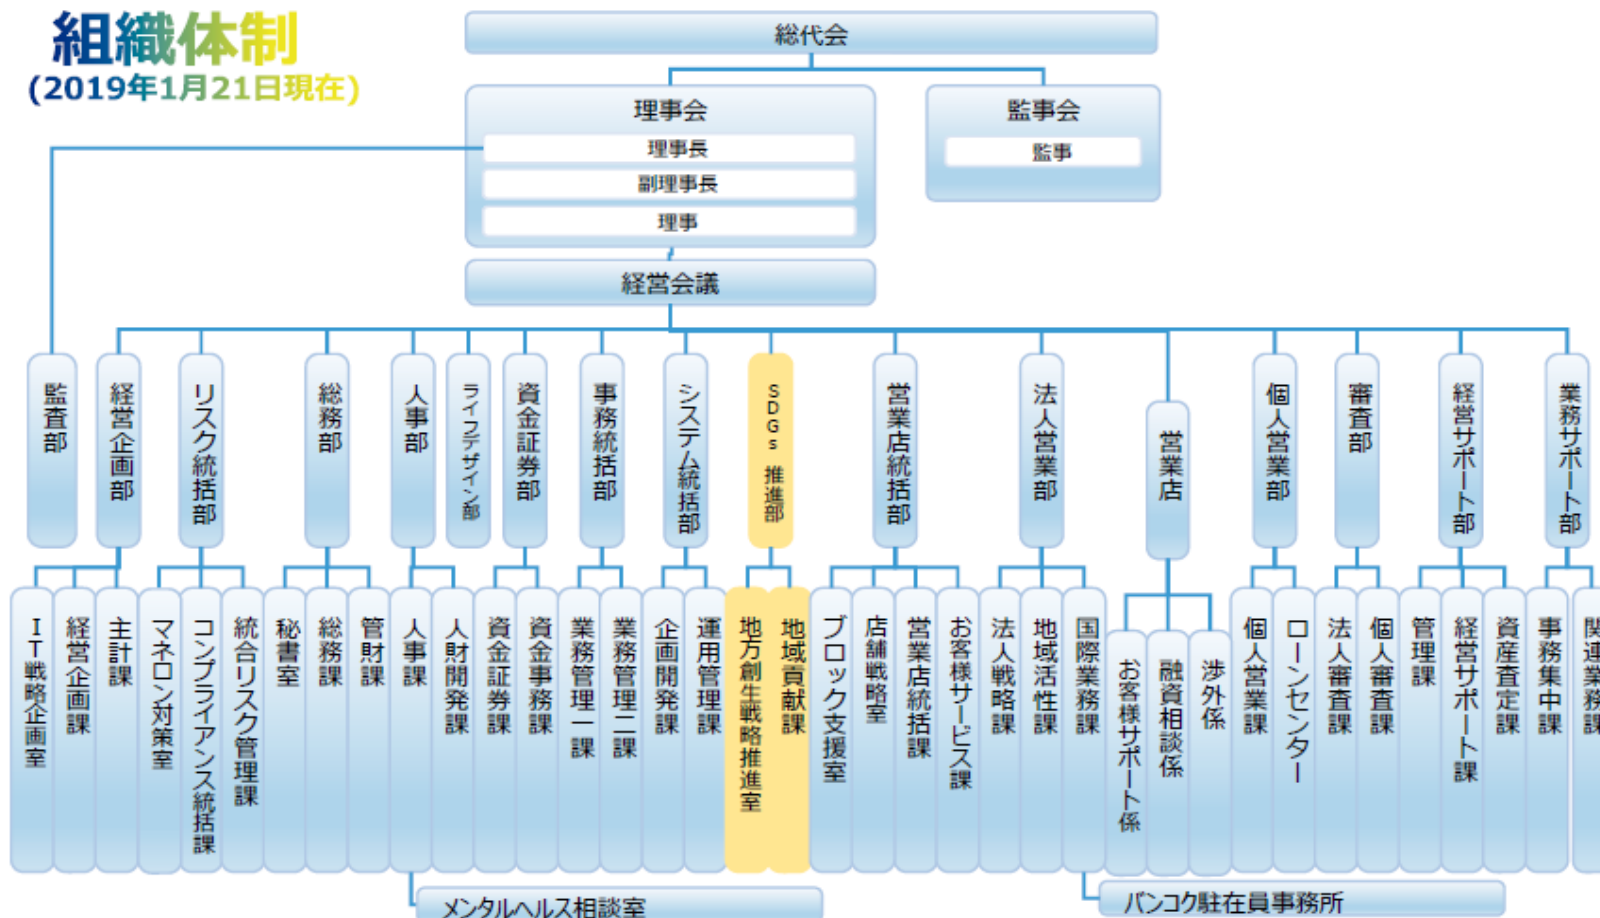 組織体制
(2019年1月21日現在)
総代会
理事会
理事長
副理事長
理事
監事会
監事
経営会議
監査部
経営企画部
リスク統括部
総務部
人事部
ライフデザイン部
資金証券部
事務統括部
システム統括部
SDGs 推進部
営業店統括部
法人営業部
営業店
個人営業部
審査部
経営サポート部
業務サポート部
IT戦略企画室
経営企画課
主計課
マネロン対策室
コンプライアンス統括課
統合リスク管理課
秘書室
総務課
管財課
人事課
人財開発課
資金証券課
資金事務課
業務管理一課
業務管理二課
企画開発課
運用管理課
地方創生戦略推進室
地域貢献課
ブロック支援室
店舗戦略室
営業店統括課
お客様サービス課
法人戦略課
地域活性課
国際業務課
お客様サポート係
融資相談係
渉外係
個人営業課
ローンセンター
法人審査課
個人審査課
管理課
経営サポート課
資産査定課
事務集中課
関連業務課
メンタルヘルス相談室
バンコク駐在員事務所